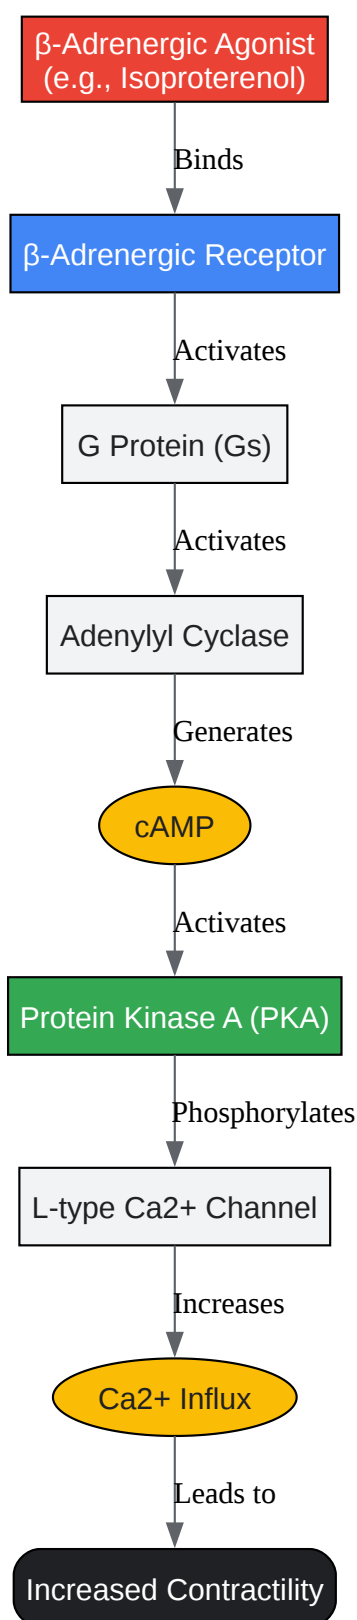 β-Adrenergic Agonist
(e.g., Isoproterenol)
Binds
β-Adrenergic Receptor
Activates
G Protein (Gs)
Activates
Adenylyl Cyclase
Generates
cAMP
Activates
Protein Kinase A (PKA)
Phosphorylates
L-type Ca2+ Channel
Increases
Ca2+ Influx
Leads to
Increased Contractility